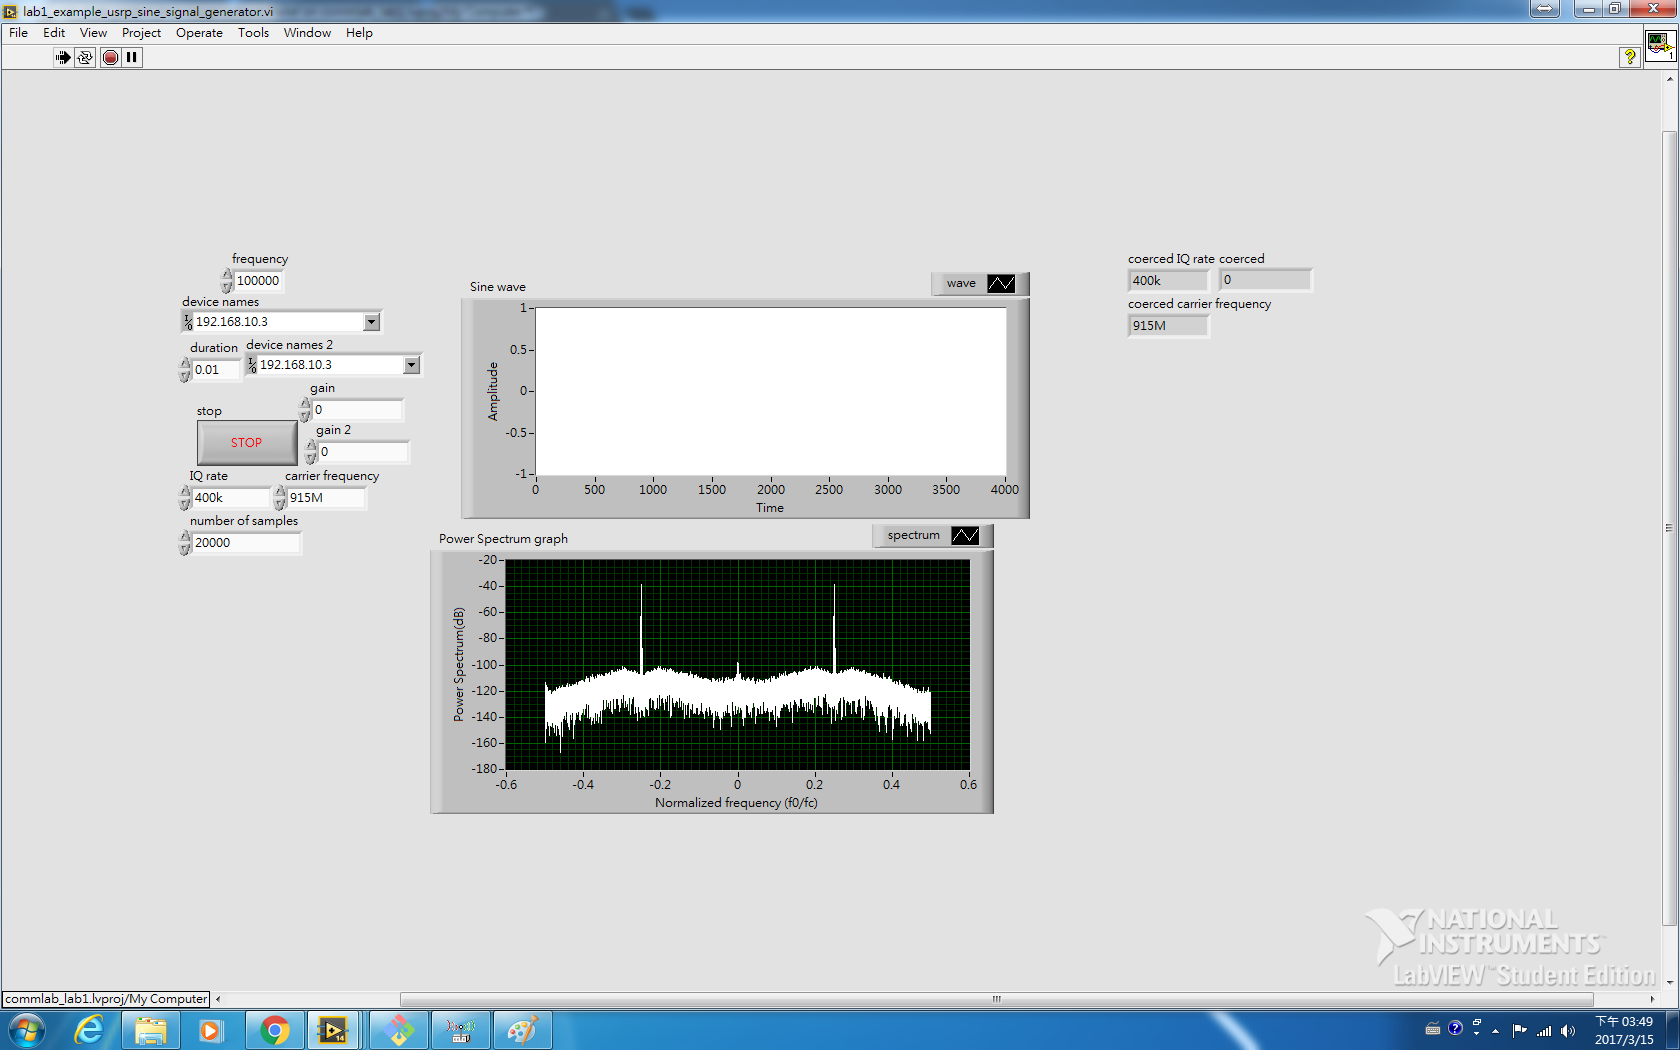 lab1_example_usrp_sine_signal_generator.vi
File Edit View Project Operate Tools Window Help
1
frequency
100000
device names
192.168.10.3
duration
0.01
device names 2
192.168.10.3
gain
0
stop
STOP
gain 2
0
IQ rate
400k
carrier frequency
915M
number of samples
20000
Sine wave
wave
Amplitude
1
0.5
0
-0.5
-1
0 500 1000 1500 2000 2500 3000 3500 4000
Time
Power Spectrum graph
spectrum
Power Spectrum(dB)
-20
-40
-60
-80
-100
-120
-140
-160
-180
-0.6 -0.4 -0.2 0 0.2 0.4 0.6
Normalized frequency (f0/fc)
coerced IQ rate coerced
400k 0
coerced carrier frequency
915M
NATIONAL
INSTRUMENTS™
LabVIEW™ Student Edition
commlab_lab1.lvproj/My Computer
14
下午 03:49
2017/3/15